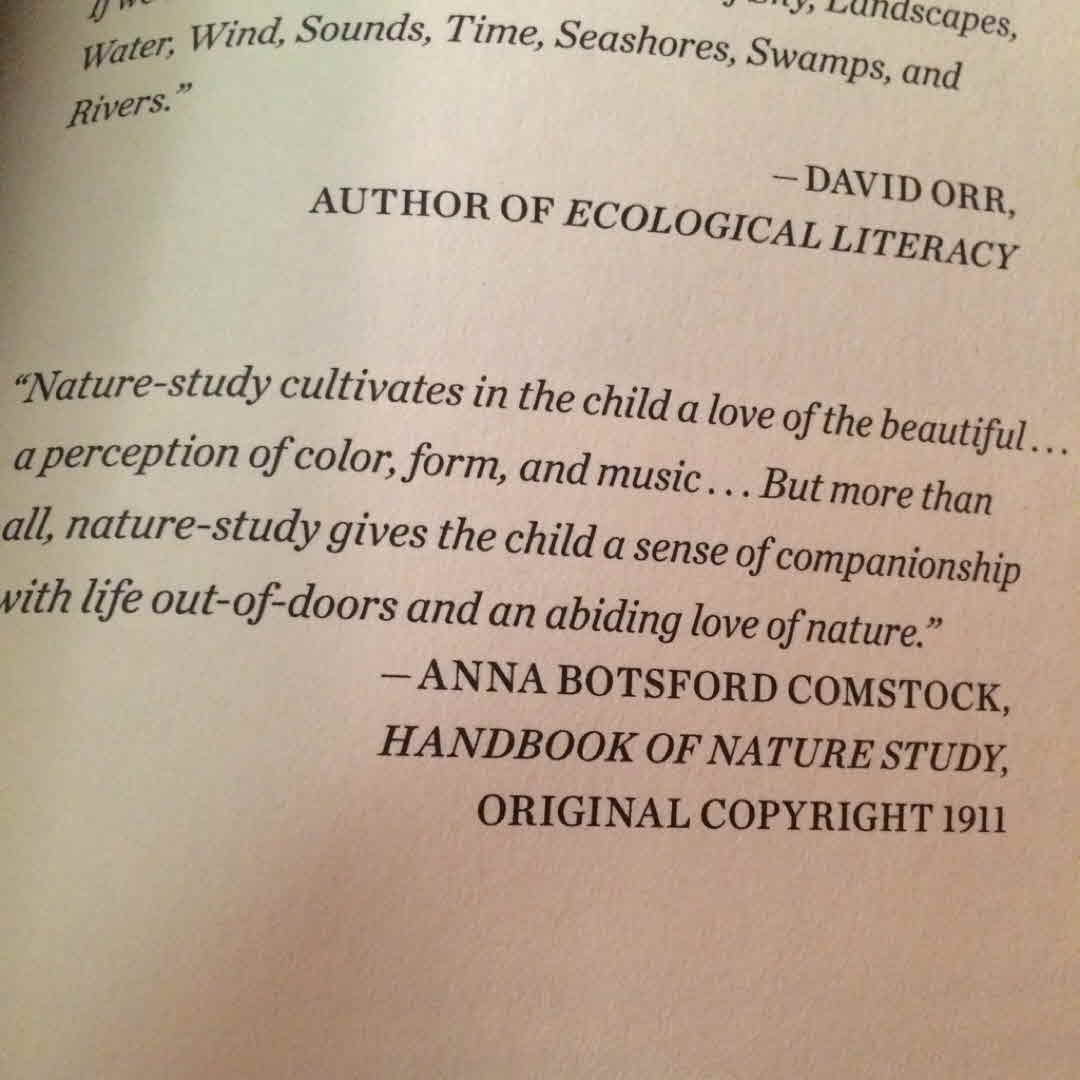 Landscapes,
Water, Wind, Sounds, Time, Seashores, Swamps, and
Rivers.”
—DAVID ORR,
AUTHOR OF ECOLOGICAL LITERACY
“Nature-study cultivates in the child a love of the beautiful...
a perception of color, form, and music... But more than
all, nature-study gives the child a sense of companionship
with life out-of-doors and an abiding love of nature.”
—ANNA BOTSFORD COMSTOCK,
HANDBOOK OF NATURE STUDY,
ORIGINAL COPYRIGHT 1911